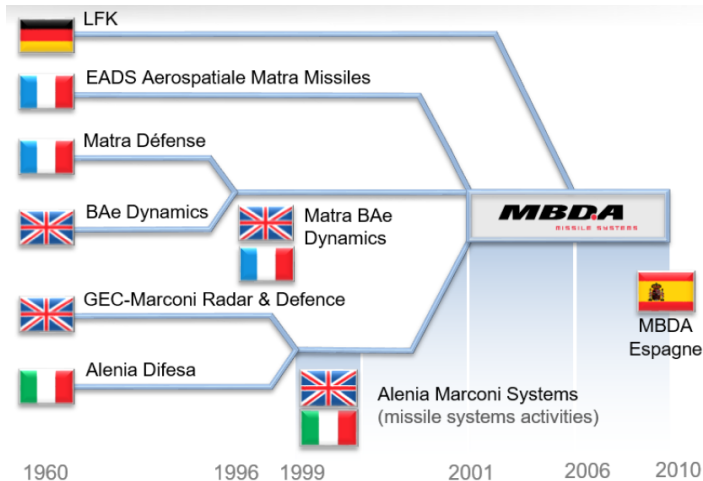 LFK
EADS Aerospatiale Matra Missiles
Matra Défense
BAe Dynamics
Matra BAe
Dynamics
MBDA
MISSILE SYSTEMS
GEC-Marconi Radar & Defence
MBDA
Espagne
Alenia Difesa
Alenia Marconi Systems
(missile systems activities)
1960
1996
1999
2001
2006
2010